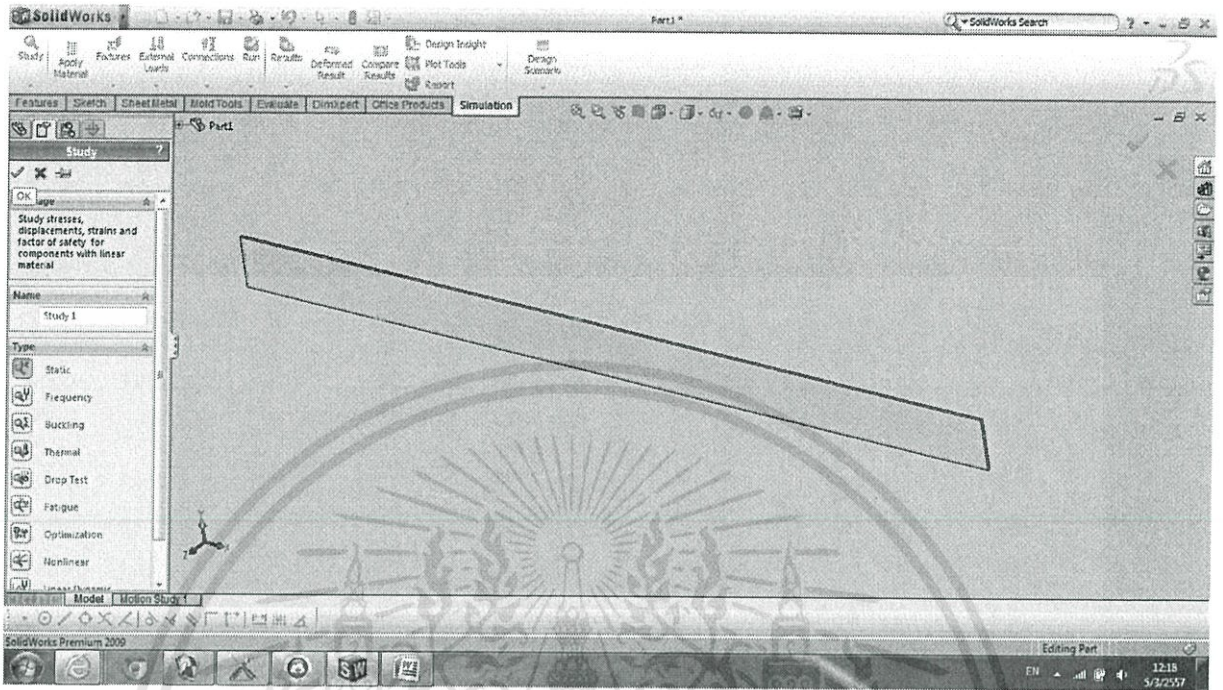 SolidWorks
Part1 *
SolidWorks Search
Study
Apply Material
Fixtures
External Loads
Connections
Run
Results
Deformed Result
Compare Results
Design Insight
Plot Tools
Report
Design Scenario
Features Sketch Sheet Metal Mold Tools Evaluate DimXpert Office Products Simulation
Part1
Study ?
OK
Study stresses,
displacements, strains and
factor of safety for
components with linear
material
Name
Study 1
Type
Static
Frequency
Buckling
Thermal
Drop Test
Fatigue
Optimization
Nonlinear
Linear Dynamic
Y
Z X
Model Motion Study 1
SolidWorks Premium 2009
Editing Part
EN
12:18
5/3/2557